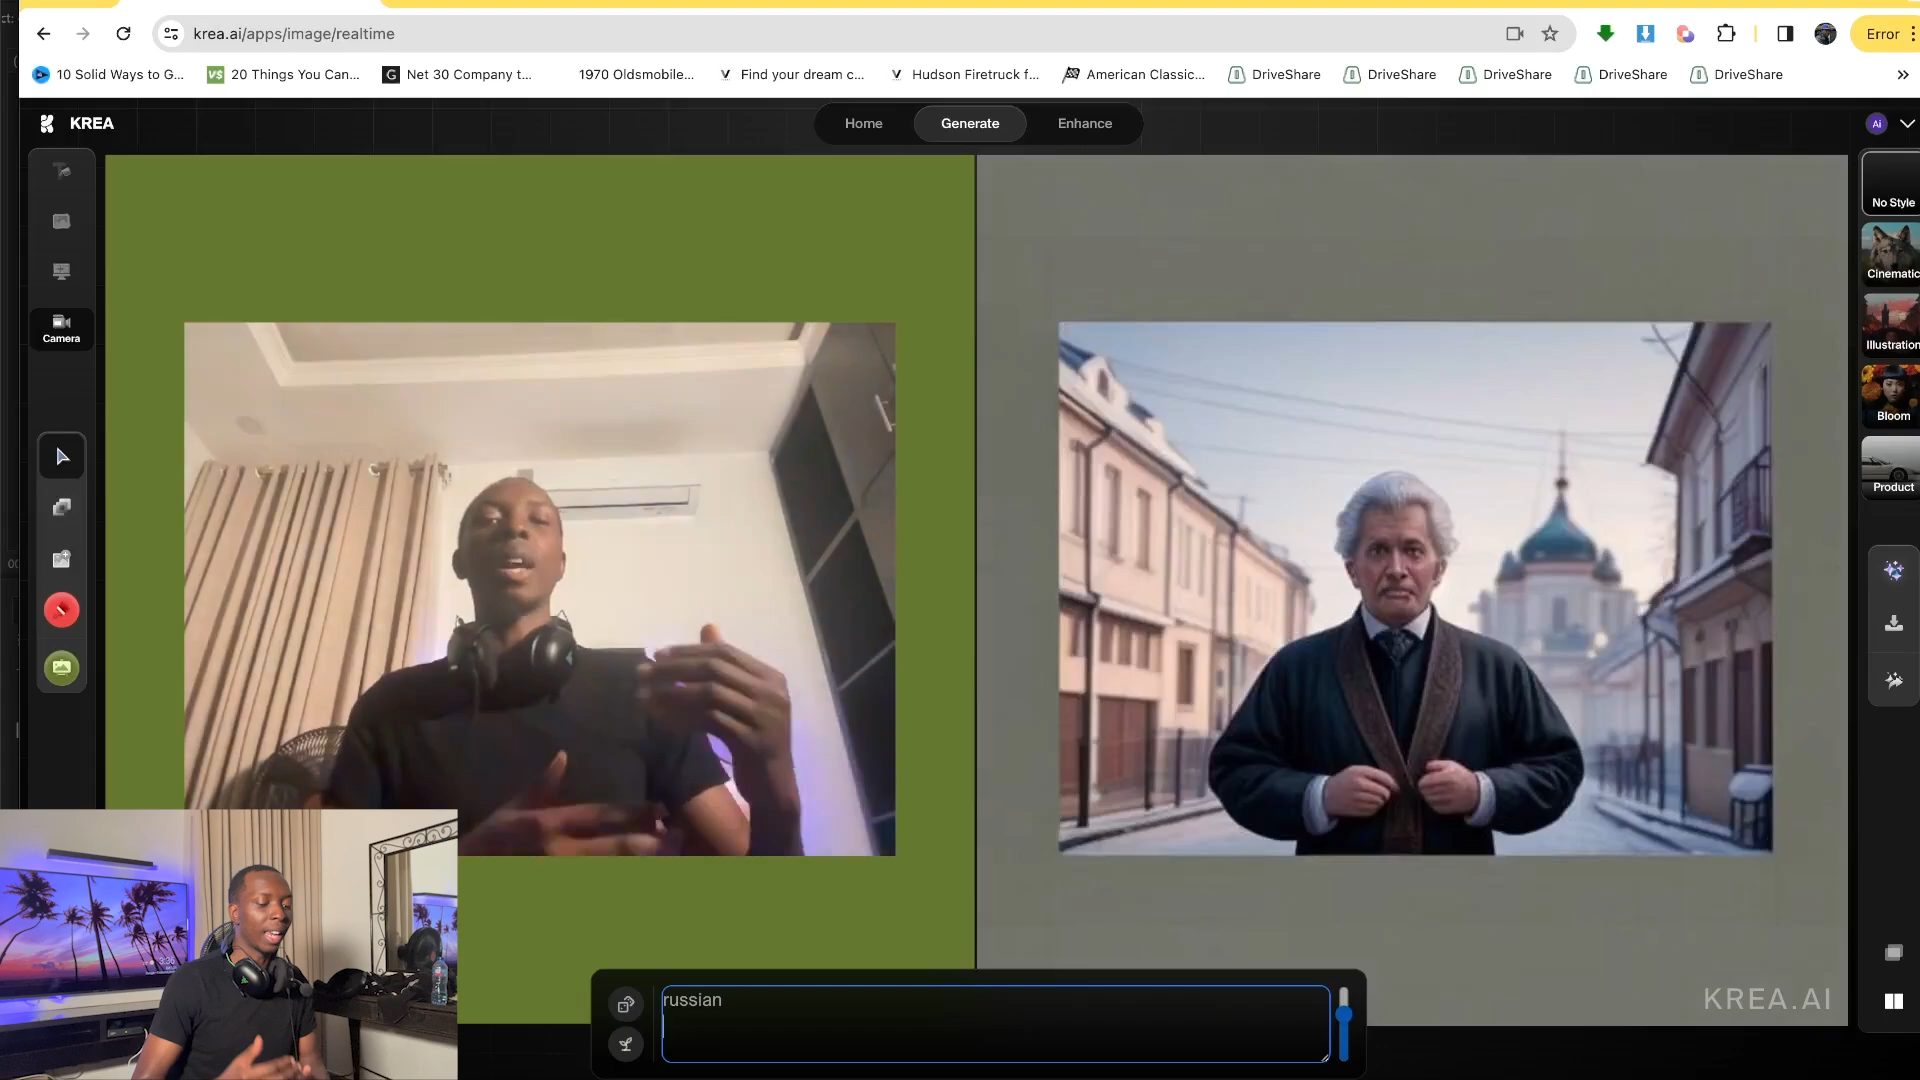 krea.ai/apps/image/realtime
Error
10 Solid Ways to G...
20 Things You Can...
Net 30 Company t...
1970 Oldsmobile...
Find your dream c...
Hudson Firetruck f...
American Classic...
DriveShare
DriveShare
DriveShare
DriveShare
DriveShare
KREA
Home
Generate
Enhance
Ai
Camera
No Style
Cinematic
Illustration
Bloom
Product
russian
KREA.AI